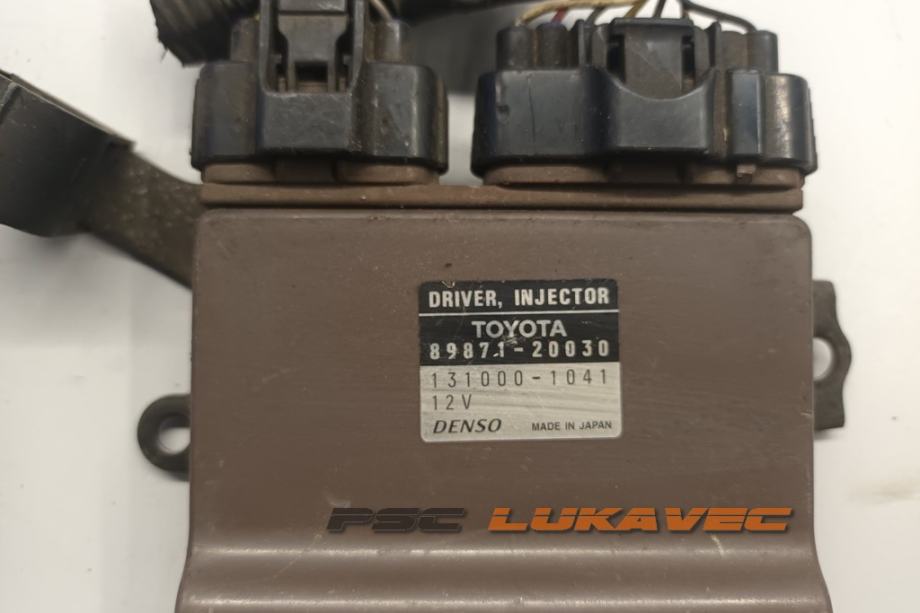 DRIVER, INJECTOR
TOYOTA
89871-20030
131000-1041
12V
DENSO MADE IN JAPAN
PSC LUKAVEC